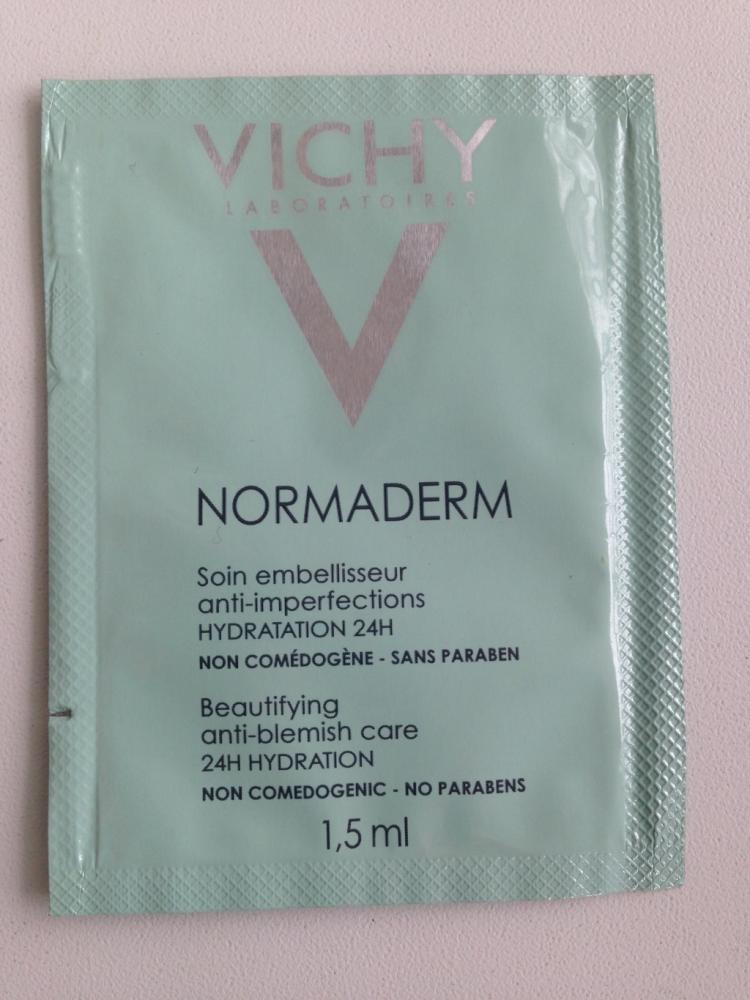 VICHY
LABORATOIRES
V
NORMADERM
Soin embellisseur
anti-imperfections
HYDRATATION 24H
NON COMÉDOGÈNE - SANS PARABEN
Beautifying
anti-blemish care
24H HYDRATION
NON COMEDOGENIC - NO PARABENS
1,5 ml